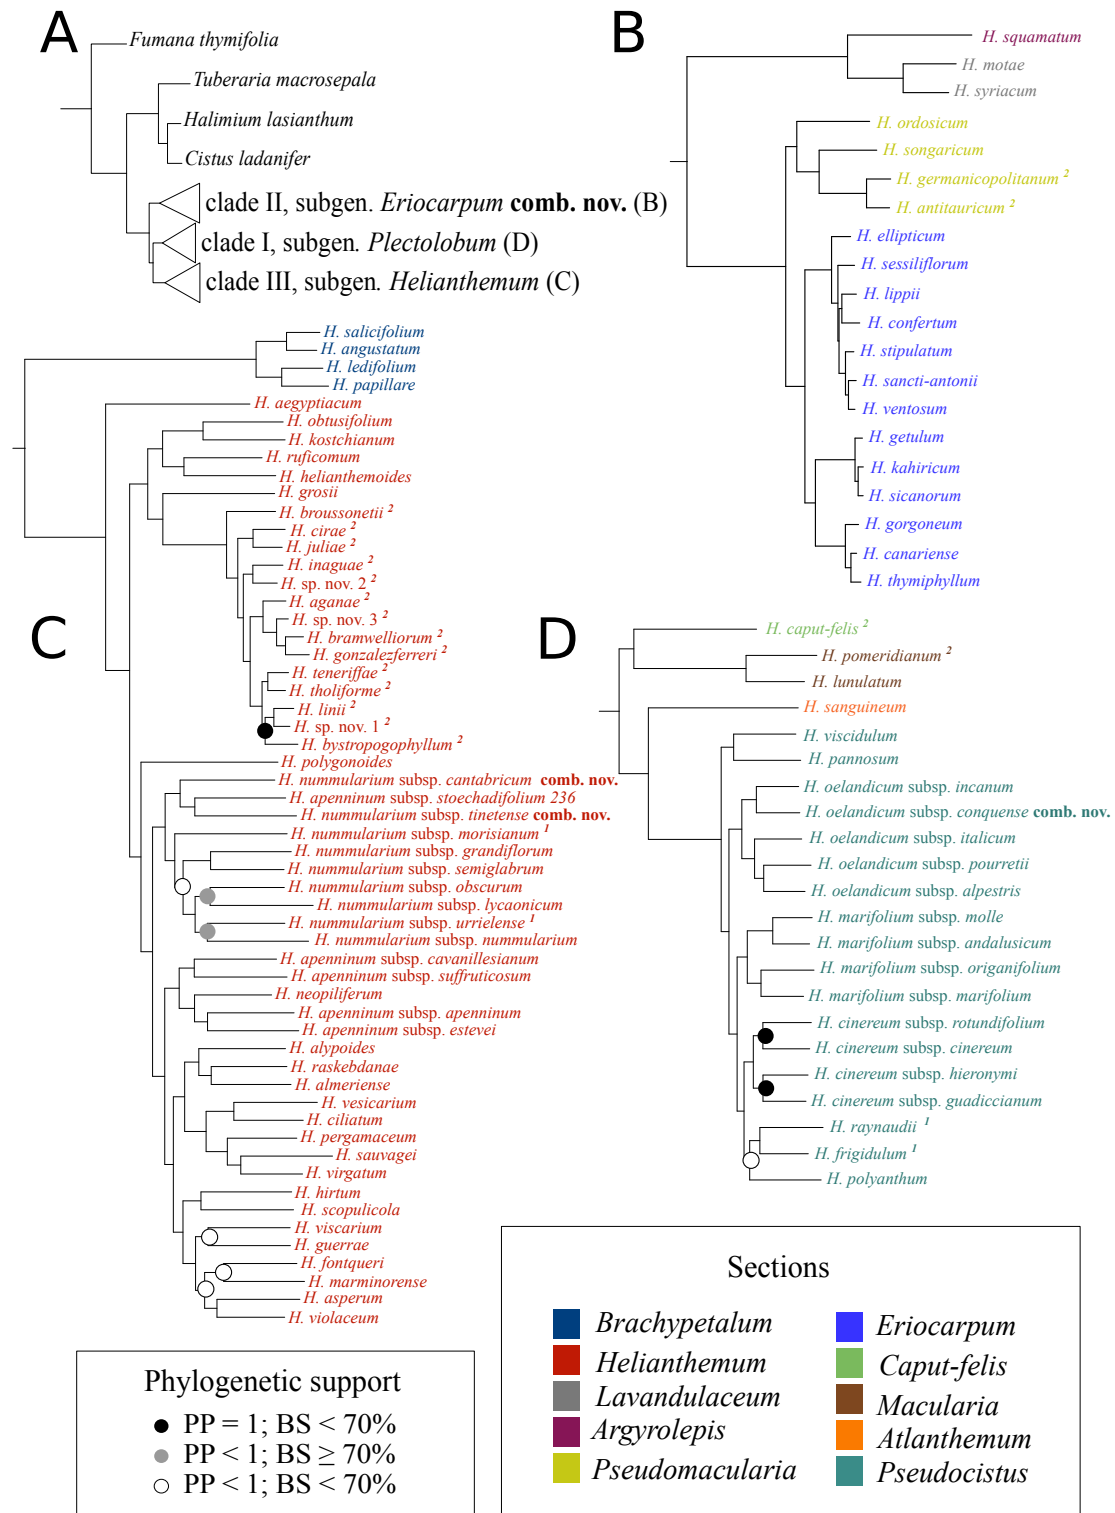 A
Fumana thymifolia
Tuberaria macrosepala
Halimium lasianthum
Cistus ladanifer
clade II, subgen. Eriocarpum comb. nov. (B)
clade I, subgen. Plectolobum (D)
clade III, subgen. Helianthemum (C)
B
H. squamatum
H. motae
H. syriacum
H. ordosicum
H. songaricum
H. germanicopolitanum 2
H. antitauricum 2
H. ellipticum
H. sessiliflorum
H. lippii
H. confertum
H. stipulatum
H. sancti-antonii
H. ventosum
H. getulum
H. kahiricum
H. sicanorum
H. gorgoneum
H. canariense
H. thymiphyllum
C
H. salicifolium
H. angustatum
H. ledifolium
H. papillare
H. aegyptiacum
H. obtusifolium
H. kostchianum
H. ruficomum
H. helianthemoides
H. grosii
H. broussonetii 2
H. cirae 2
H. juliae 2
H. inaguae 2
H. sp. nov. 2 2
H. aganae 2
H. sp. nov. 3 2
H. bramwelliorum 2
H. gonzalezferreri 2
H. teneriffae 2
H. tholiforme 2
H. linii 2
H. sp. nov. 1 2
H. bystropogophyllum 2
H. polygonoides
H. nummularium subsp. cantabricum comb. nov.
H. apenninum subsp. stoechadifolium 236
H. nummularium subsp. tinetense comb. nov.
H. nummularium subsp. morisianum 1
H. nummularium subsp. grandiflorum
H. nummularium subsp. semiglabrum
H. nummularium subsp. obscurum
H. nummularium subsp. lycaonicum
H. nummularium subsp. urrielense 1
H. nummularium subsp. nummularium
H. apenninum subsp. cavanillesianum
H. apenninum subsp. suffruticosum
H. neopiliferum
H. apenninum subsp. apenninum
H. apenninum subsp. estevei
H. alypoides
H. raskebdanae
H. almeriense
H. vesicarium
H. ciliatum
H. pergamaceum
H. sauvagei
H. virgatum
H. hirtum
H. scopulicola
H. viscarium
H. guerrae
H. fontqueri
H. marminorense
H. asperum
H. violaceum
D
H. caput-felis 2
H. pomeridianum 2
H. lunulatum
H. sanguineum
H. viscidulum
H. pannosum
H. oelandicum subsp. incanum
H. oelandicum subsp. conquense comb. nov.
H. oelandicum subsp. italicum
H. oelandicum subsp. pourretii
H. oelandicum subsp. alpestris
H. marifolium subsp. molle
H. marifolium subsp. andalusicum
H. marifolium subsp. origanifolium
H. marifolium subsp. marifolium
H. cinereum subsp. rotundifolium
H. cinereum subsp. cinereum
H. cinereum subsp. hieronymi
H. cinereum subsp. guadiccianum
H. raynaudii 1
H. frigidulum 1
H. polyanthum
Phylogenetic support
PP = 1; BS < 70%
PP < 1; BS ≥ 70%
PP < 1; BS < 70%
Sections
Brachypetalum
Helianthemum
Lavandulaceum
Argyrolepis
Pseudomacularia
Eriocarpum
Caput-felis
Macularia
Atlanthemum
Pseudocistus